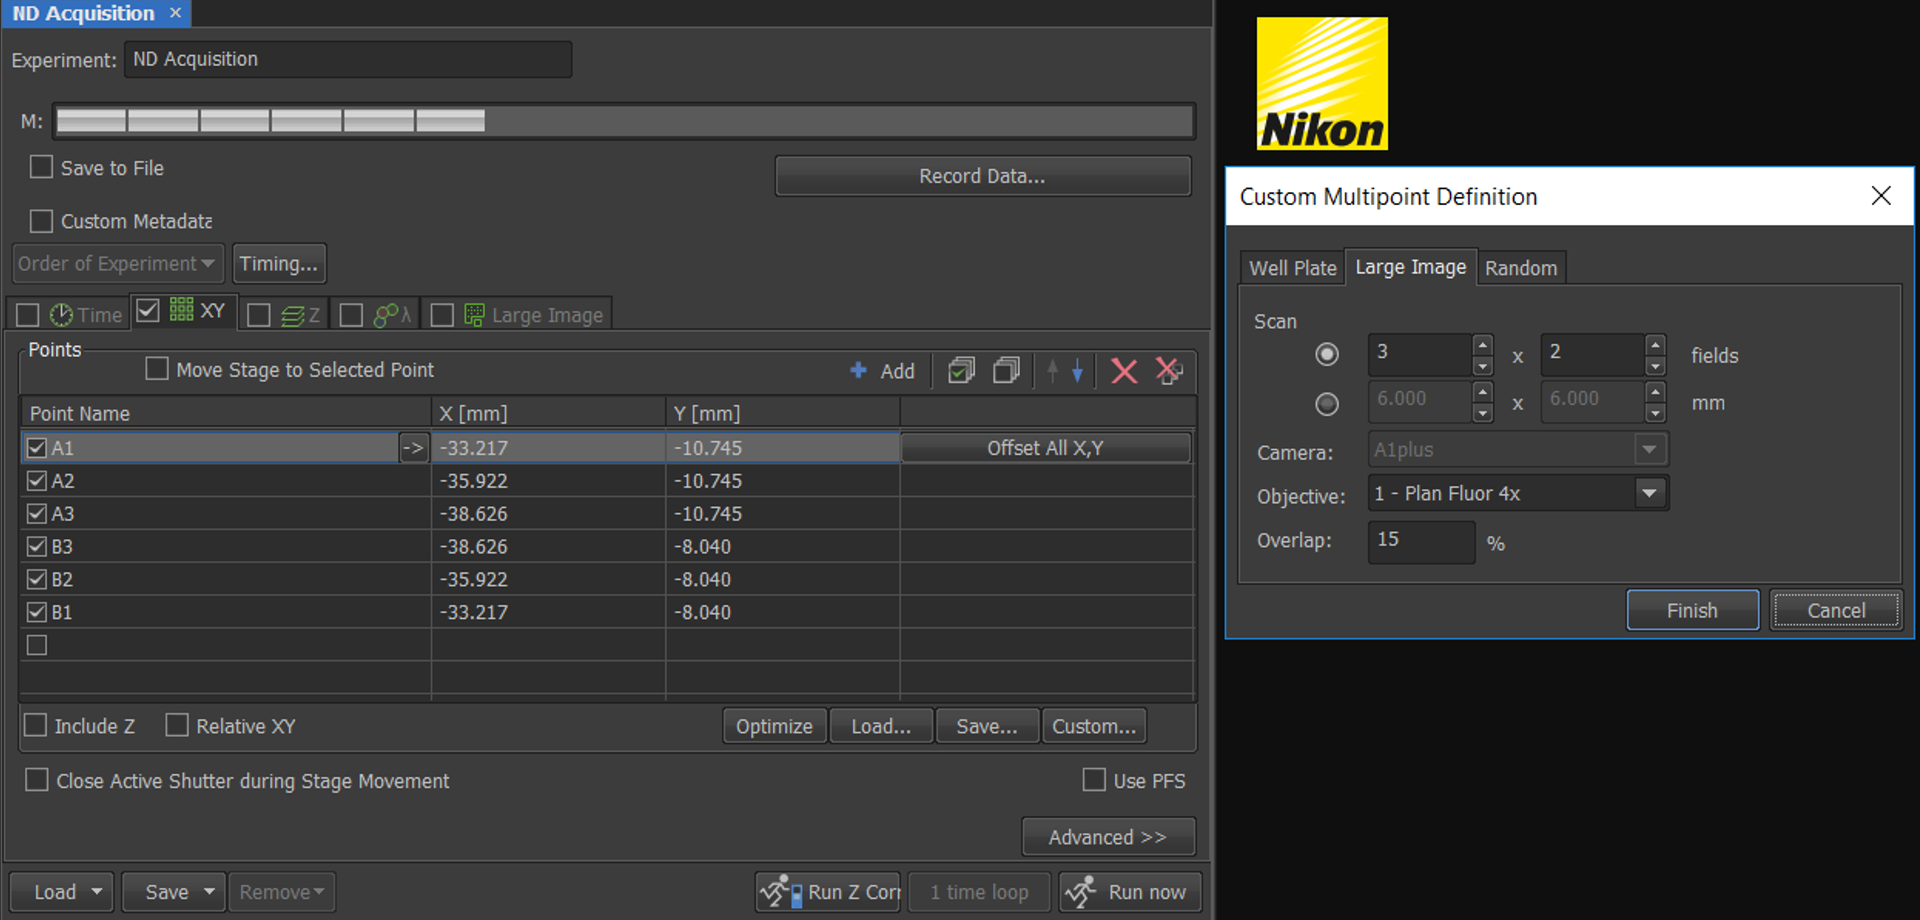 ND Acquisition ×
Experiment: ND Acquisition
M:
Save to File
Record Data...
Custom Metadata
Order of Experiment Timing...
Time XY Z λ Large Image
Points
Move Stage to Selected Point Add
Point Name X [mm] Y [mm]
A1 -> -33.217 -10.745 Offset All X,Y
A2 -35.922 -10.745
A3 -38.626 -10.745
B3 -38.626 -8.040
B2 -35.922 -8.040
B1 -33.217 -8.040
Include Z Relative XY Optimize Load... Save... Custom...
Close Active Shutter during Stage Movement Use PFS
Advanced >>
Load Save Remove Run Z Corr 1 time loop Run now
Nikon
Custom Multipoint Definition
Well Plate Large Image Random
Scan
3 x 2 fields
6.000 x 6.000 mm
Camera: A1plus
Objective: 1 - Plan Fluor 4x
Overlap: 15 %
Finish Cancel